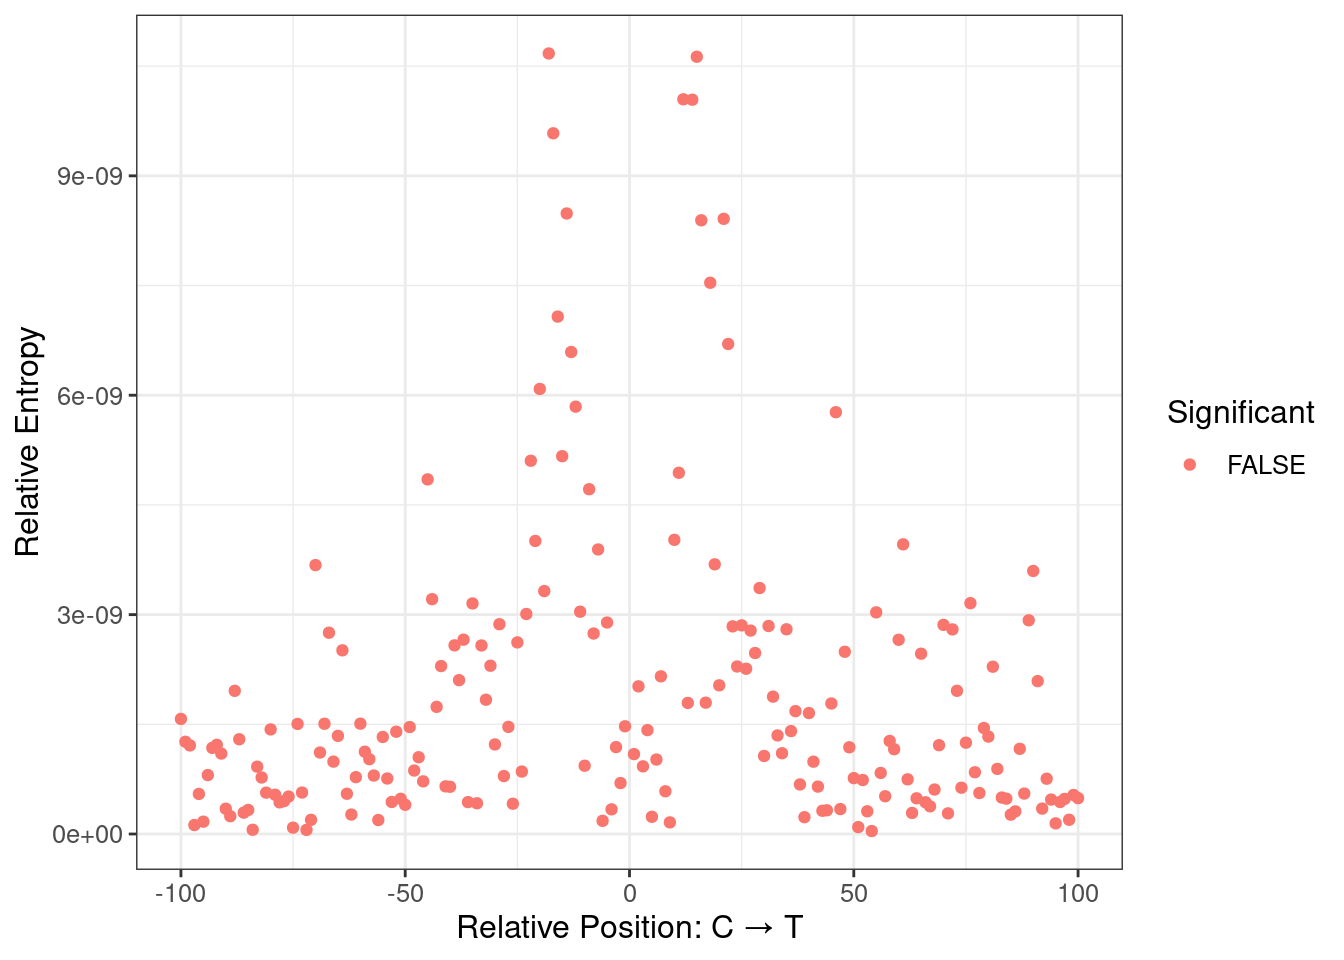 9e-09
6e-09
3e-09
0e+00
-100 -50 0 50 100
Relative Entropy
Relative Position: C → T
Significant
FALSE